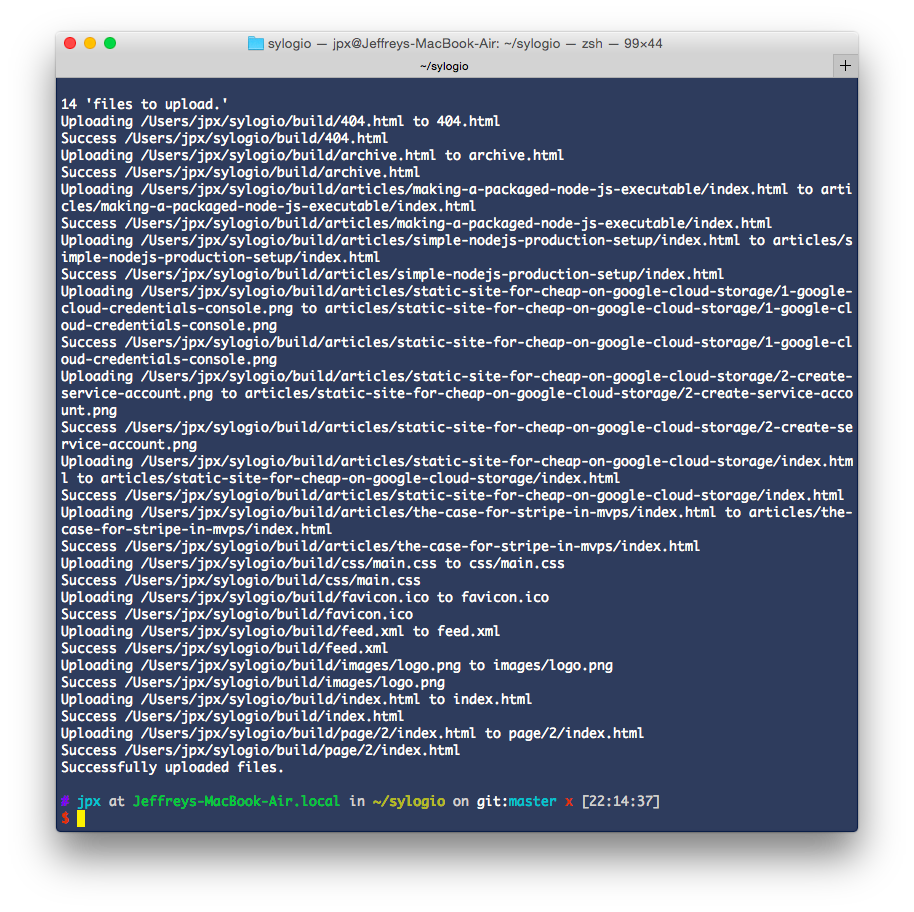 sylogio — jpx@Jeffreys-MacBook-Air: ~/sylogio — zsh — 99×44
~/sylogio
+
14 'files to upload.'
Uploading /Users/jpx/sylogio/build/404.html to 404.html
Success /Users/jpx/sylogio/build/404.html
Uploading /Users/jpx/sylogio/build/archive.html to archive.html
Success /Users/jpx/sylogio/build/archive.html
Uploading /Users/jpx/sylogio/build/articles/making-a-packaged-node-js-executable/index.html to arti
cles/making-a-packaged-node-js-executable/index.html
Success /Users/jpx/sylogio/build/articles/making-a-packaged-node-js-executable/index.html
Uploading /Users/jpx/sylogio/build/articles/simple-nodejs-production-setup/index.html to articles/s
imple-nodejs-production-setup/index.html
Success /Users/jpx/sylogio/build/articles/simple-nodejs-production-setup/index.html
Uploading /Users/jpx/sylogio/build/articles/static-site-for-cheap-on-google-cloud-storage/1-google-
cloud-credentials-console.png to articles/static-site-for-cheap-on-google-cloud-storage/1-google-cl
oud-credentials-console.png
Success /Users/jpx/sylogio/build/articles/static-site-for-cheap-on-google-cloud-storage/1-google-cl
oud-credentials-console.png
Uploading /Users/jpx/sylogio/build/articles/static-site-for-cheap-on-google-cloud-storage/2-create-
service-account.png to articles/static-site-for-cheap-on-google-cloud-storage/2-create-service-acco
unt.png
Success /Users/jpx/sylogio/build/articles/static-site-for-cheap-on-google-cloud-storage/2-create-se
rvice-account.png
Uploading /Users/jpx/sylogio/build/articles/static-site-for-cheap-on-google-cloud-storage/index.htm
l to articles/static-site-for-cheap-on-google-cloud-storage/index.html
Success /Users/jpx/sylogio/build/articles/static-site-for-cheap-on-google-cloud-storage/index.html
Uploading /Users/jpx/sylogio/build/articles/the-case-for-stripe-in-mvps/index.html to articles/the-
case-for-stripe-in-mvps/index.html
Success /Users/jpx/sylogio/build/articles/the-case-for-stripe-in-mvps/index.html
Uploading /Users/jpx/sylogio/build/css/main.css to css/main.css
Success /Users/jpx/sylogio/build/css/main.css
Uploading /Users/jpx/sylogio/build/favicon.ico to favicon.ico
Success /Users/jpx/sylogio/build/favicon.ico
Uploading /Users/jpx/sylogio/build/feed.xml to feed.xml
Success /Users/jpx/sylogio/build/feed.xml
Uploading /Users/jpx/sylogio/build/images/logo.png to images/logo.png
Success /Users/jpx/sylogio/build/images/logo.png
Uploading /Users/jpx/sylogio/build/index.html to index.html
Success /Users/jpx/sylogio/build/index.html
Uploading /Users/jpx/sylogio/build/page/2/index.html to page/2/index.html
Success /Users/jpx/sylogio/build/page/2/index.html
Successfully uploaded files.
# jpx at Jeffreys-MacBook-Air.local in ~/sylogio on git:master x [22:14:37]
$